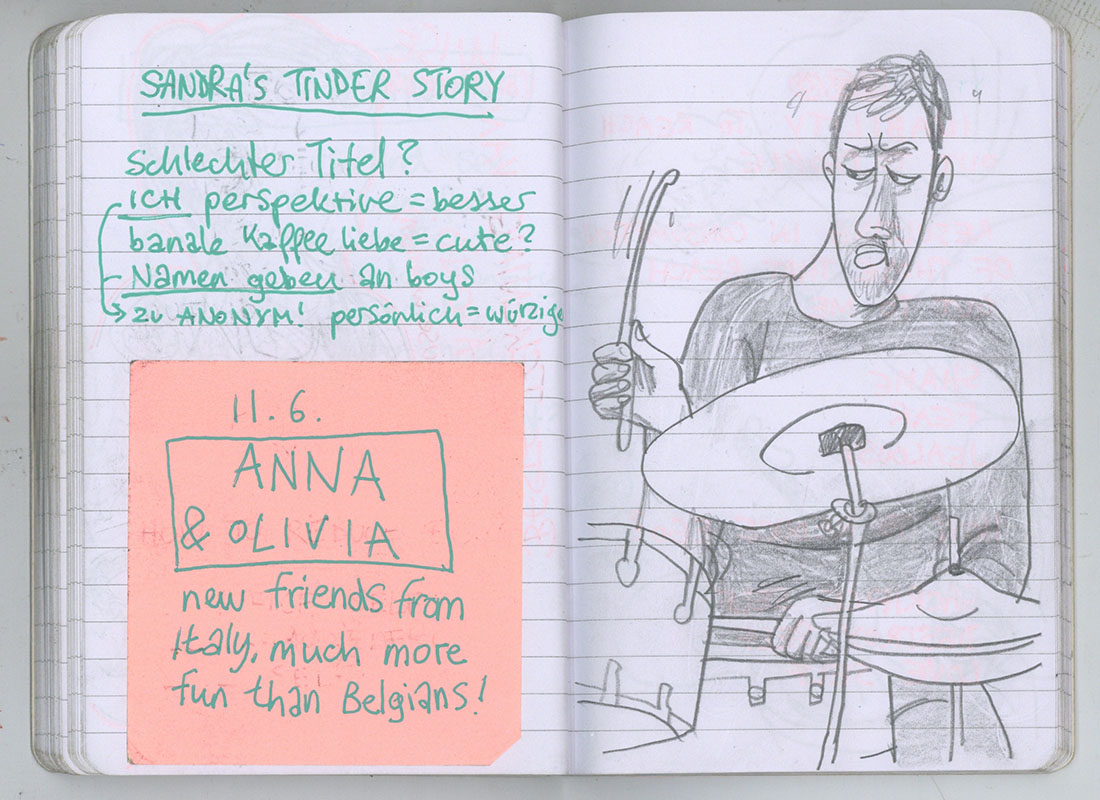 SANDRA'S TINDER STORY
Schlechter Titel?
ICH perspektive = besser
banale Kaffee liebe = cute?
Namen geben an boys
→ ZU ANONYM! persönlich = würzige
11.6.
ANNA
& OLIVIA
new friends from
Italy, much more
fun than Belgians!